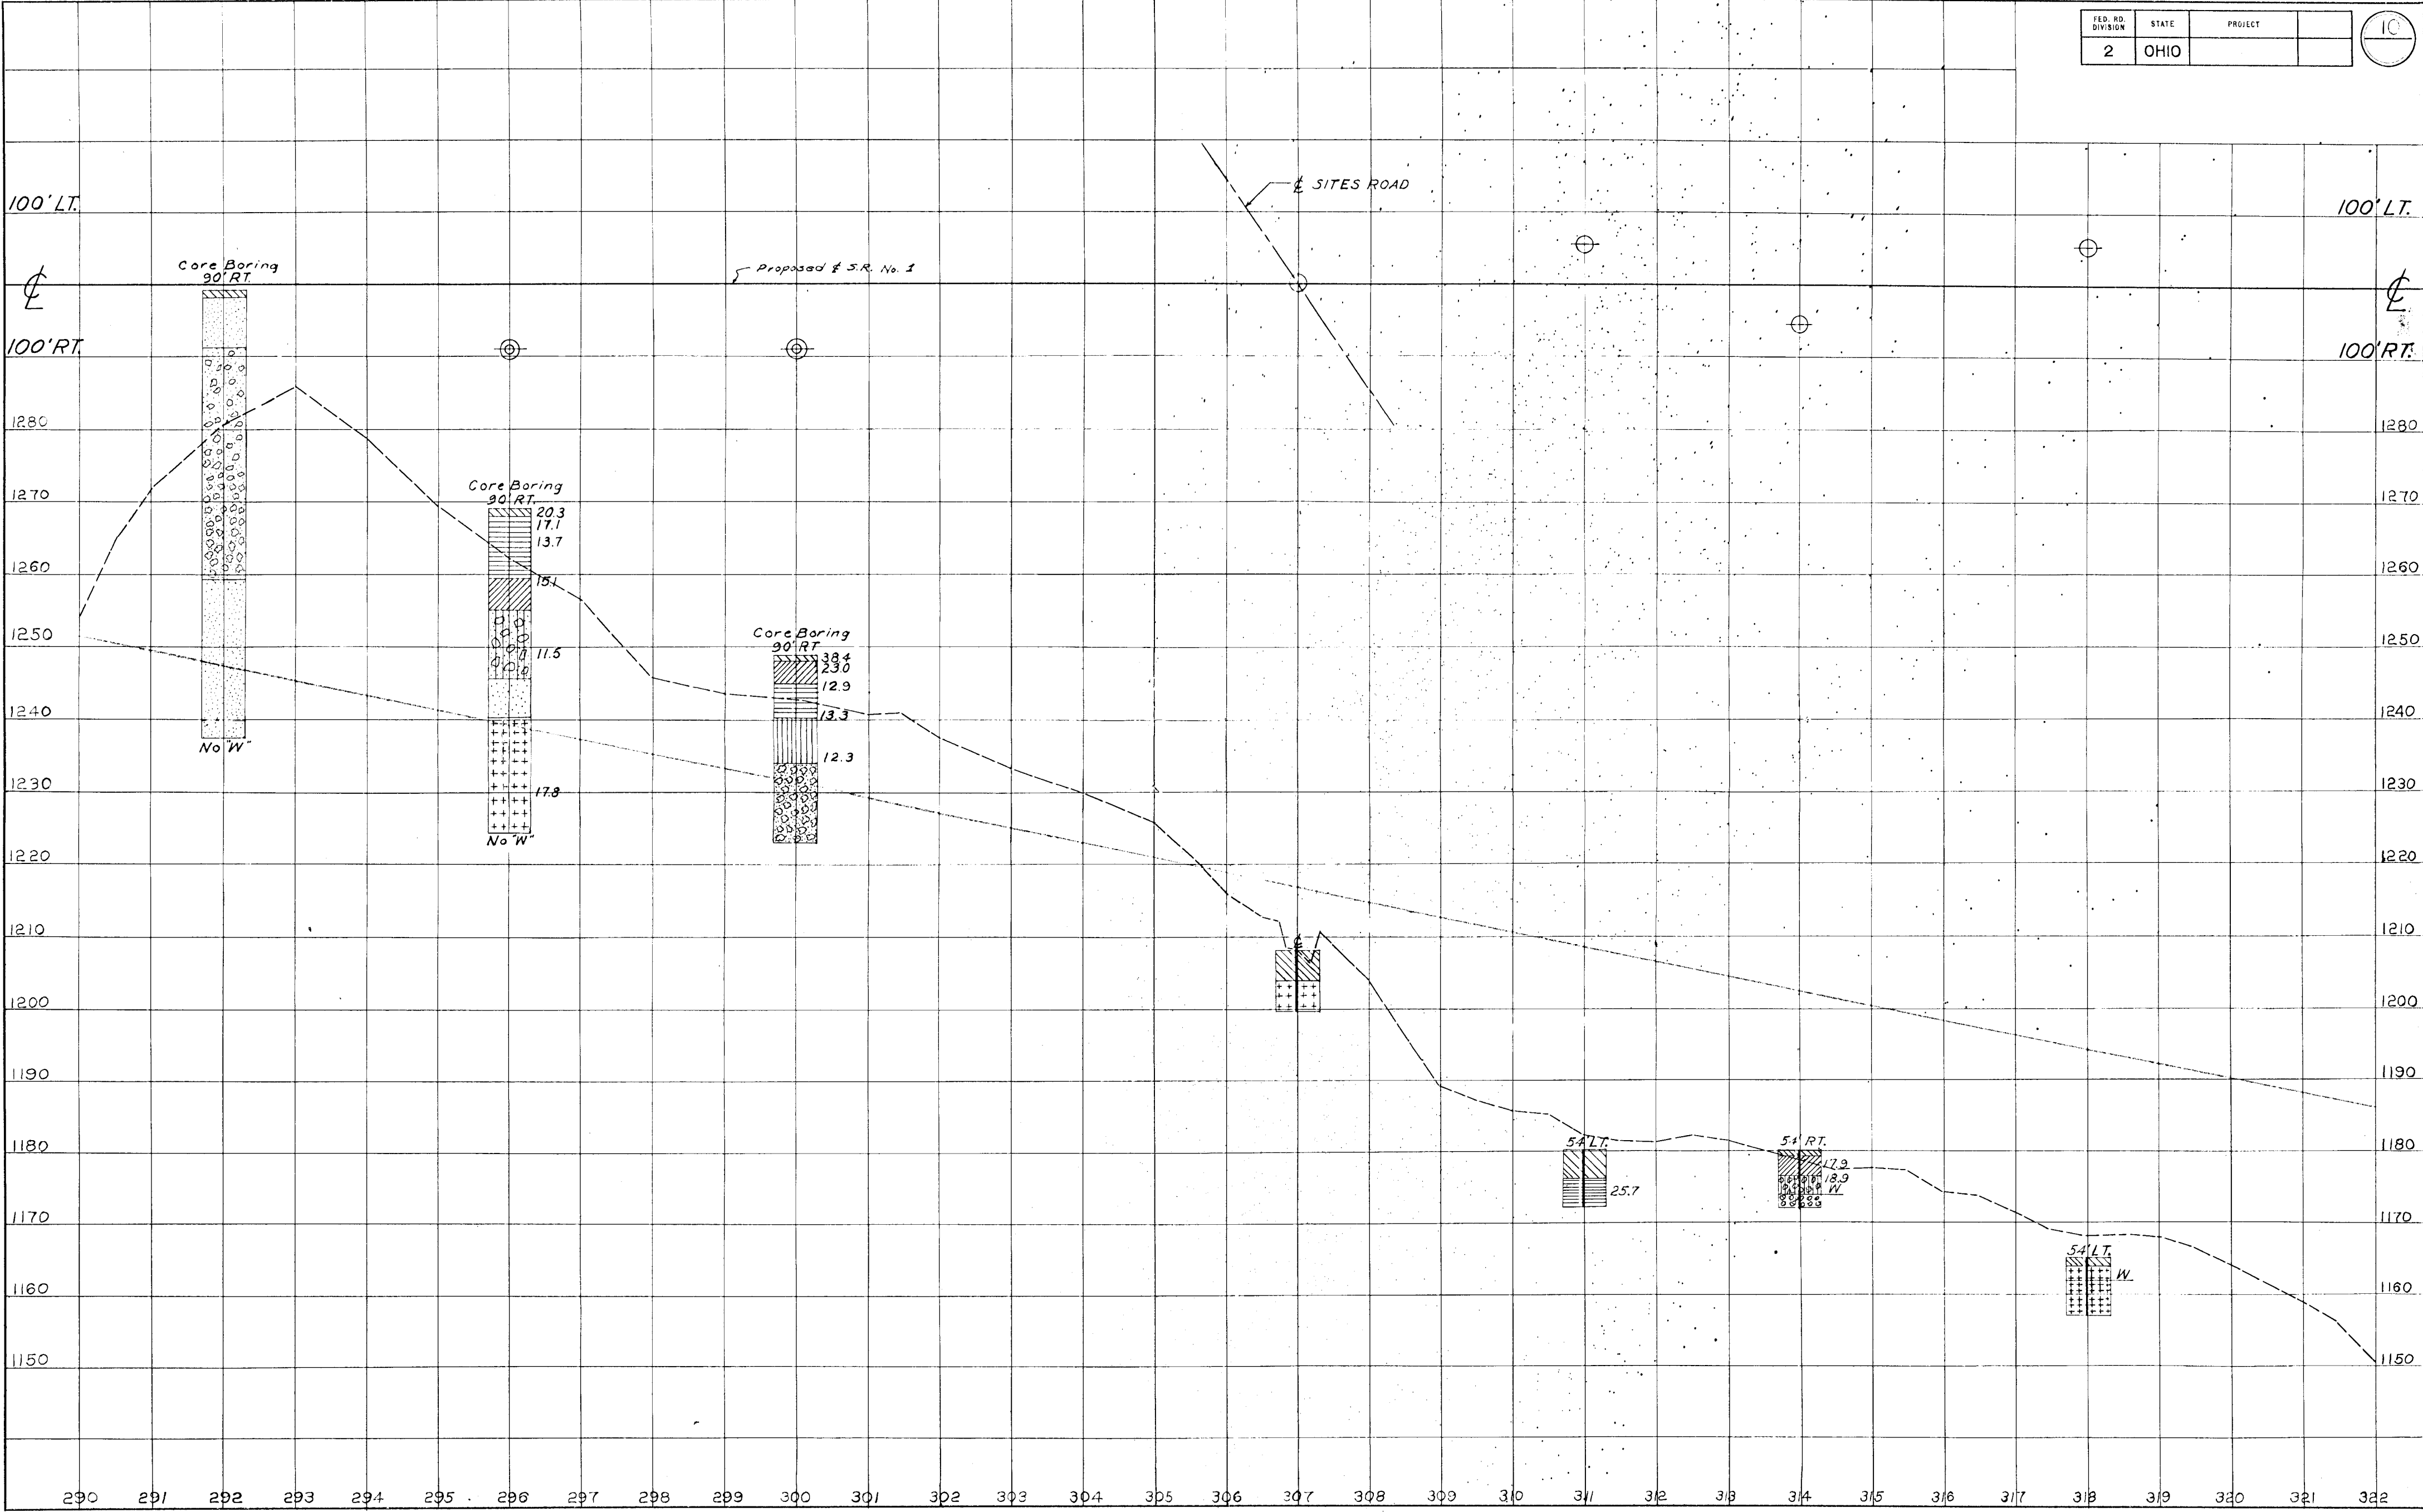 FED. RD. DIVISION STATE PROJECT
2 OHIO
10
100' LT. 100' LT.
℄ SITES ROAD
Core Boring
90' RT.
Proposed ℄ S.R. No. 1
℄ ℄
100' RT. 100' RT.
1280 1280
Core Boring
90' RT.
1270 1270
20.3
17.1
13.7
1260 1260
15.1
1250 1250
11.5
Core Boring
90' RT
38.4
23.0
12.9
1240 1240
13.3
No "W"
12.3
1230 1230
17.8
No "W"
1220 1220
1210 1210
℄
1200 1200
1190 1190
1180 1180
54' LT. 54' RT.
17.9
18.9
W
25.7
1170 1170
54' LT.
W
1160 1160
1150 1150
290 291 292 293 294 295 296 297 298 299 300 301 302 303 304 305 306 307 308 309 310 311 312 313 314 315 316 317 318 319 320 321 322